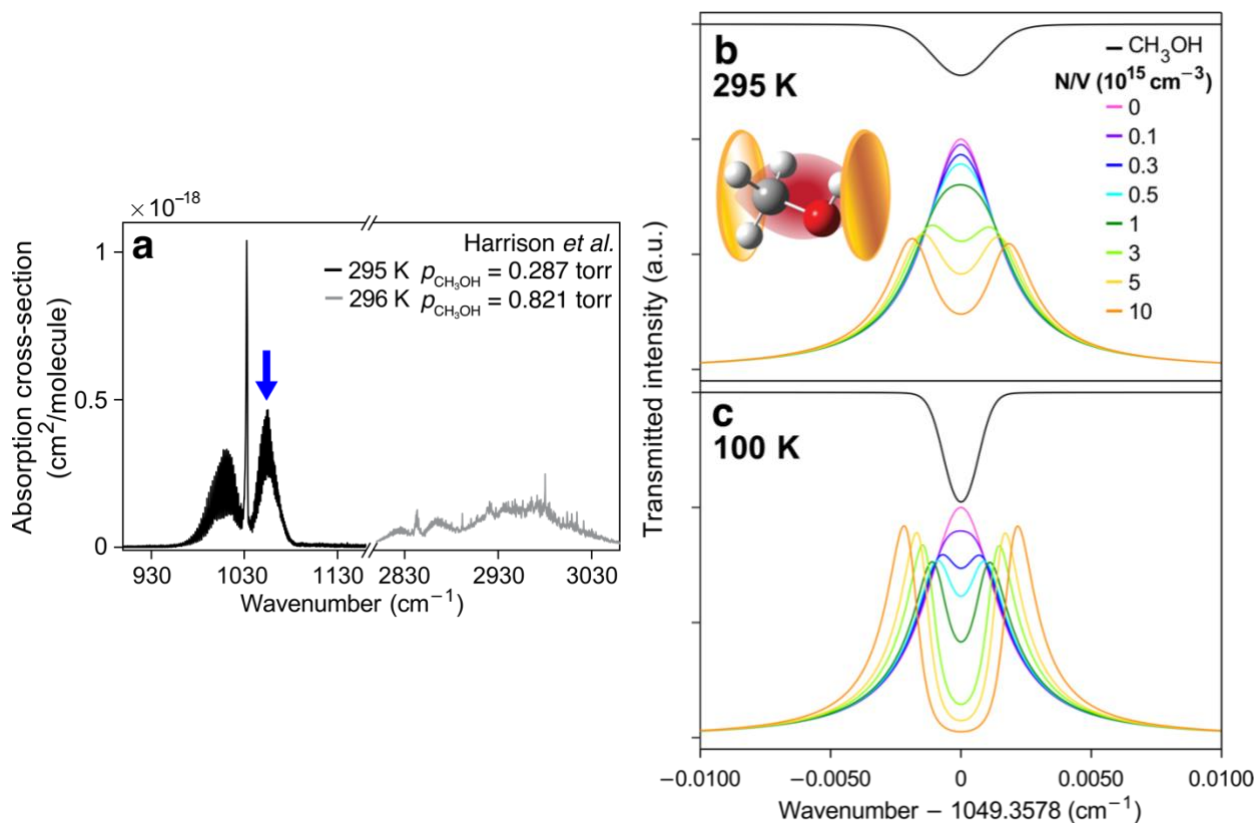 × 10⁻¹⁸
a
Harrison et al.
295 K p_CH₃OH = 0.287 torr
296 K p_CH₃OH = 0.821 torr
Absorption cross-section
(cm²/molecule)
1
0.5
0
930
1030
1130
2830
2930
3030
Wavenumber (cm⁻¹)
b
295 K
CH₃OH
N/V (10¹⁵ cm⁻³)
0
0.1
0.3
0.5
1
3
5
10
Transmitted intensity (a.u.)
c
100 K
−0.0100
−0.0050
0
0.0050
0.0100
Wavenumber − 1049.3578 (cm⁻¹)